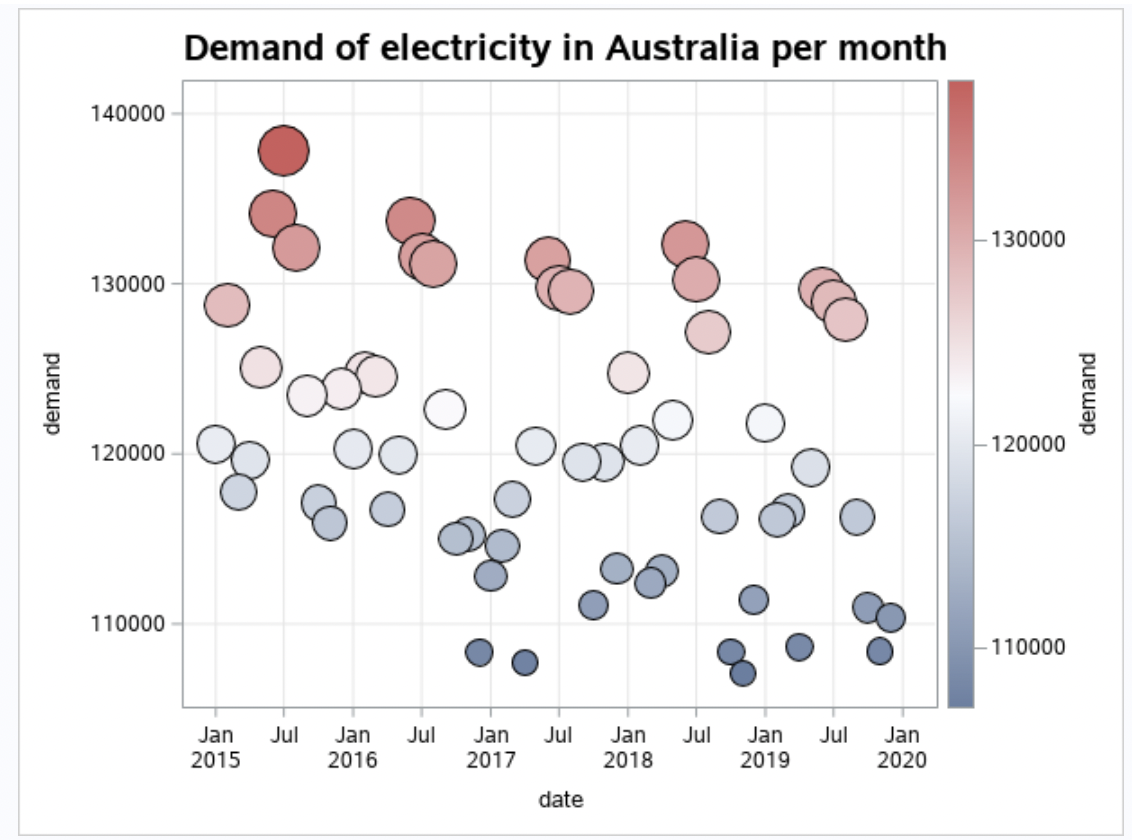 Demand of electricity in Australia per month
140000
130000
120000
110000
demand
Jan Jul Jan Jul Jan Jul Jan Jul Jan Jul Jan
2015 2016 2017 2018 2019 2020
date
130000
120000
110000
demand